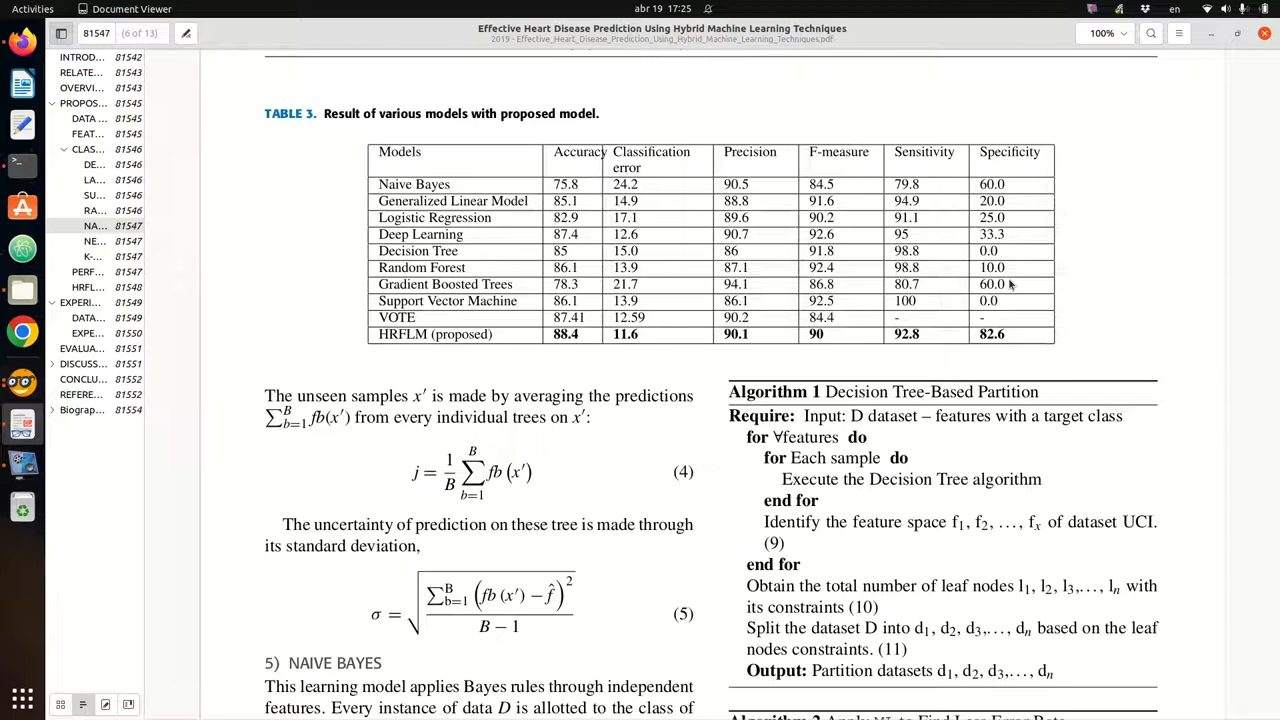 Activities
Document Viewer
abr 19 17:25
en
81547
(6 of 13)
Effective Heart Disease Prediction Using Hybrid Machine Learning Techniques
2019 - Effective_Heart_Disease_Prediction_Using_Hybrid_Machine_Learning_Techniques.pdf
100%
INTROD... 81542
RELATE... 81543
OVERVI... 81543
PROPOS... 81545
DATA ... 81545
FEAT... 81545
CLAS... 81546
DE... 81546
LA... 81546
SU... 81546
RA... 81546
NA... 81547
NE... 81547
K-... 81547
PERF... 81547
HRFL... 81548
EXPERI... 81549
DATA... 81549
EXPE... 81550
EVALUA... 81551
DISCUSS... 81551
CONCLU... 81552
REFERE... 81552
Biograp... 81554
TABLE 3. Result of various models with proposed model.
Models Accuracy Classification error Precision F-measure Sensitivity Specificity
Naive Bayes 75.8 24.2 90.5 84.5 79.8 60.0
Generalized Linear Model 85.1 14.9 88.8 91.6 94.9 20.0
Logistic Regression 82.9 17.1 89.6 90.2 91.1 25.0
Deep Learning 87.4 12.6 90.7 92.6 95 33.3
Decision Tree 85 15.0 86 91.8 98.8 0.0
Random Forest 86.1 13.9 87.1 92.4 98.8 10.0
Gradient Boosted Trees 78.3 21.7 94.1 86.8 80.7 60.0
Support Vector Machine 86.1 13.9 86.1 92.5 100 0.0
VOTE 87.41 12.59 90.2 84.4 - -
HRFLM (proposed) 88.4 11.6 90.1 90 92.8 82.6
The unseen samples x′ is made by averaging the predictions
∑_{b=1}^{B} fb(x′) from every individual trees on x′:
j = 1/B ∑_{b=1}^{B} fb (x′) (4)
The uncertainty of prediction on these tree is made through
its standard deviation,
σ = √(∑_{b=1}^{B} (fb (x′) − f̂)² / (B − 1)) (5)
5) NAIVE BAYES
This learning model applies Bayes rules through independent
features. Every instance of data D is allotted to the class of
Algorithm 1 Decision Tree-Based Partition
Require: Input: D dataset – features with a target class
for ∀features do
for Each sample do
Execute the Decision Tree algorithm
end for
Identify the feature space f₁, f₂, …, fₓ of dataset UCI.
(9)
end for
Obtain the total number of leaf nodes l₁, l₂, l₃,…, lₙ with
its constraints (10)
Split the dataset D into d₁, d₂, d₃,…, dₙ based on the leaf
nodes constraints. (11)
Output: Partition datasets d₁, d₂, d₃,…, dₙ